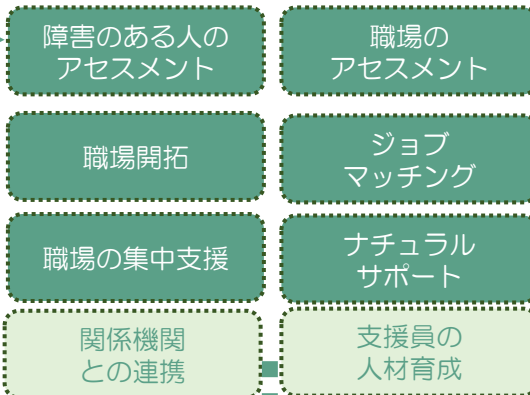 障害のある人の
アセスメント
職場の
アセスメント
職場開拓
ジョブ
マッチング
職場の集中支援
ナチュラル
サポート
関係機関
との連携
支援員の
人材育成